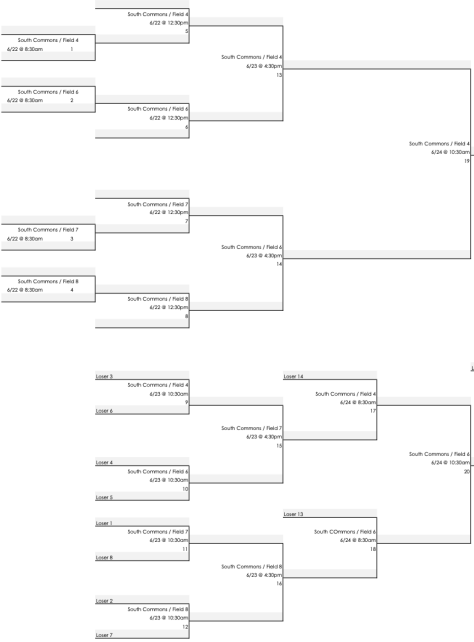 South Commons / Field 4
6/22 @ 12:30pm
5
South Commons / Field 4
6/22 @ 8:30am 1
South Commons / Field 4
6/23 @ 4:30pm
13
South Commons / Field 6
6/22 @ 8:30am 2
South Commons / Field 6
6/22 @ 12:30pm
6
South Commons / Field 4
6/24 @ 10:30am
19
South Commons / Field 7
6/22 @ 12:30pm
7
South Commons / Field 7
6/22 @ 8:30am 3
South Commons / Field 6
6/23 @ 4:30pm
14
South Commons / Field 8
6/22 @ 8:30am 4
South Commons / Field 8
6/22 @ 12:30pm
8
L
Loser 3
South Commons / Field 4
6/23 @ 10:30am
9
Loser 6
Loser 14
South Commons / Field 4
6/24 @ 8:30am
17
South Commons / Field 7
6/23 @ 4:30pm
15
Loser 4
South Commons / Field 6
6/23 @ 10:30am
10
Loser 5
South Commons / Field 6
6/24 @ 10:30am
20
Loser 1
South Commons / Field 7
6/23 @ 10:30am
11
Loser 8
Loser 13
South COmmons / Field 6
6/24 @ 8:30am
18
South Commons / Field 8
6/23 @ 4:30pm
16
Loser 2
South Commons / Field 8
6/23 @ 10:30am
12
Loser 7